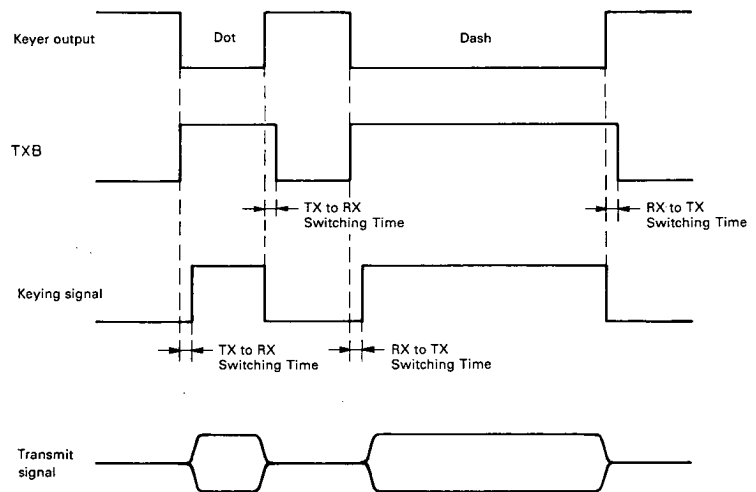 Keyer output
Dot
Dash
TXB
TX to RX
Switching Time
RX to TX
Switching Time
Keying signal
TX to RX
Switching Time
RX to TX
Switching Time
Transmit
signal